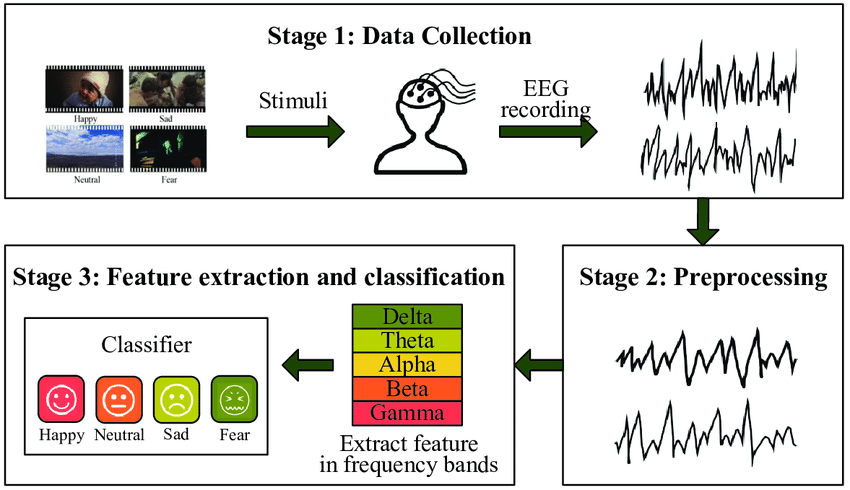 Stage 1: Data Collection
Happy
Sad
Neutral
Fear
Stimuli
EEG
recording
Stage 2: Preprocessing
Stage 3: Feature extraction and classification
Delta
Theta
Alpha
Beta
Gamma
Extract feature
in frequency bands
Classifier
Happy
Neutral
Sad
Fear